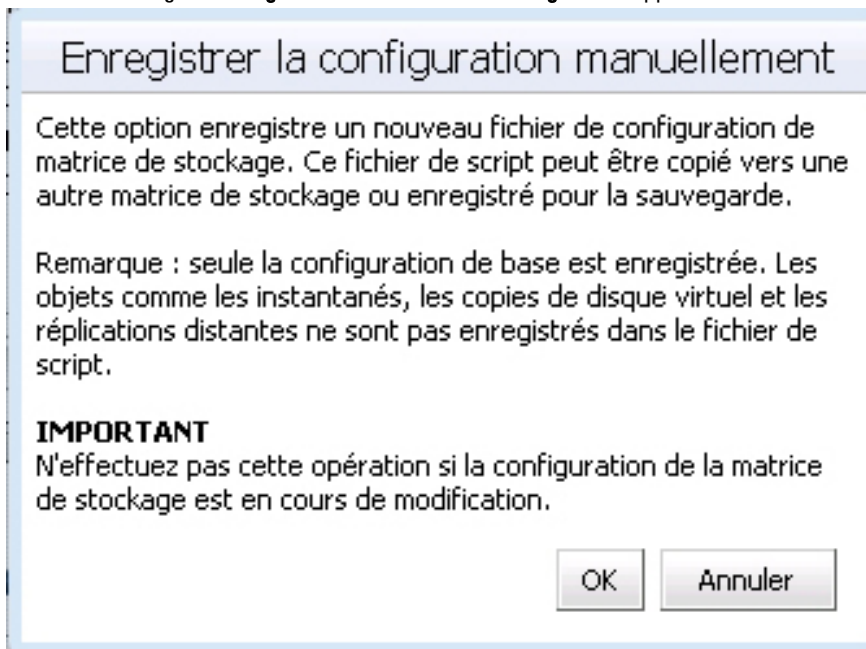 Enregistrer la configuration manuellement
Cette option enregistre un nouveau fichier de configuration de
matrice de stockage. Ce fichier de script peut être copié vers une
autre matrice de stockage ou enregistré pour la sauvegarde.
Remarque : seule la configuration de base est enregistrée. Les
objets comme les instantanés, les copies de disque virtuel et les
réplications distantes ne sont pas enregistrés dans le fichier de
script.
IMPORTANT
N'effectuez pas cette opération si la configuration de la matrice
de stockage est en cours de modification.
OK Annuler